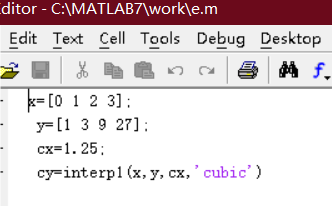 Editor - C:\MATLAB7\work\e.m
Edit Text Cell Tools Debug Desktop
x=[0 1 2 3];
y=[1 3 9 27];
cx=1.25;
cy=interp1(x,y,cx,'cubic')